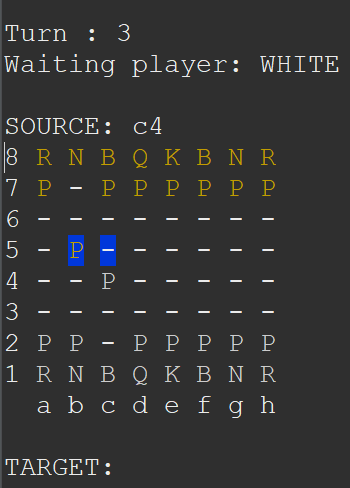 Turn : 3
Waiting player: WHITE
SOURCE: c4
8 R N B Q K B N R
7 P - P P P P P P
6 - - - - - - - -
5 - P - - - - - -
4 - - P - - - - -
3 - - - - - - - -
2 P P - P P P P P
1 R N B Q K B N R
a b c d e f g h
TARGET: